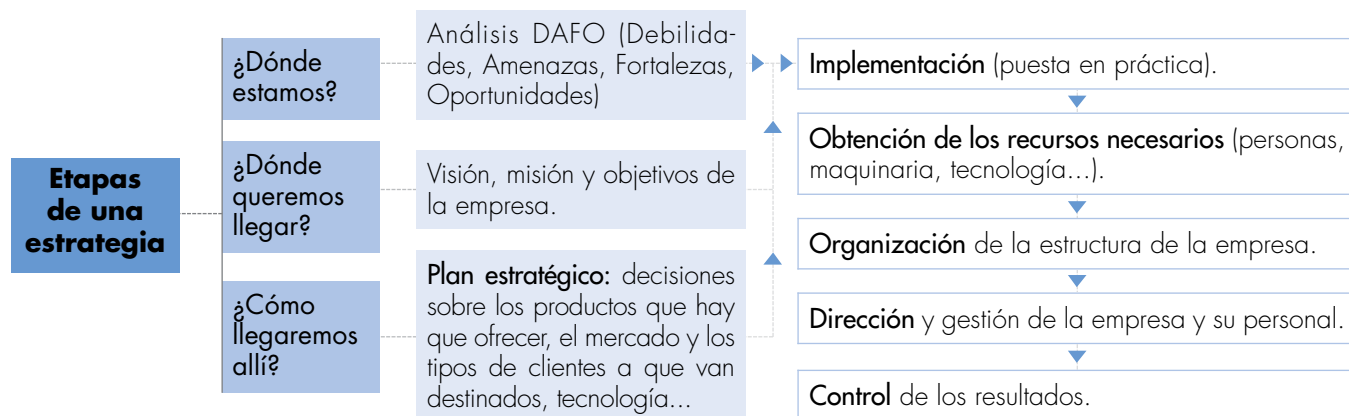 Etapas
de una
estrategia
¿Dónde
estamos?
Análisis DAFO (Debilida-
des, Amenazas, Fortalezas,
Oportunidades)
¿Dónde
queremos
llegar?
Visión, misión y objetivos de
la empresa.
¿Cómo
llegaremos
allí?
Plan estratégico: decisiones
sobre los productos que hay
que ofrecer, el mercado y los
tipos de clientes a que van
destinados, tecnología...
Implementación (puesta en práctica).
Obtención de los recursos necesarios (personas,
maquinaria, tecnología...).
Organización de la estructura de la empresa.
Dirección y gestión de la empresa y su personal.
Control de los resultados.